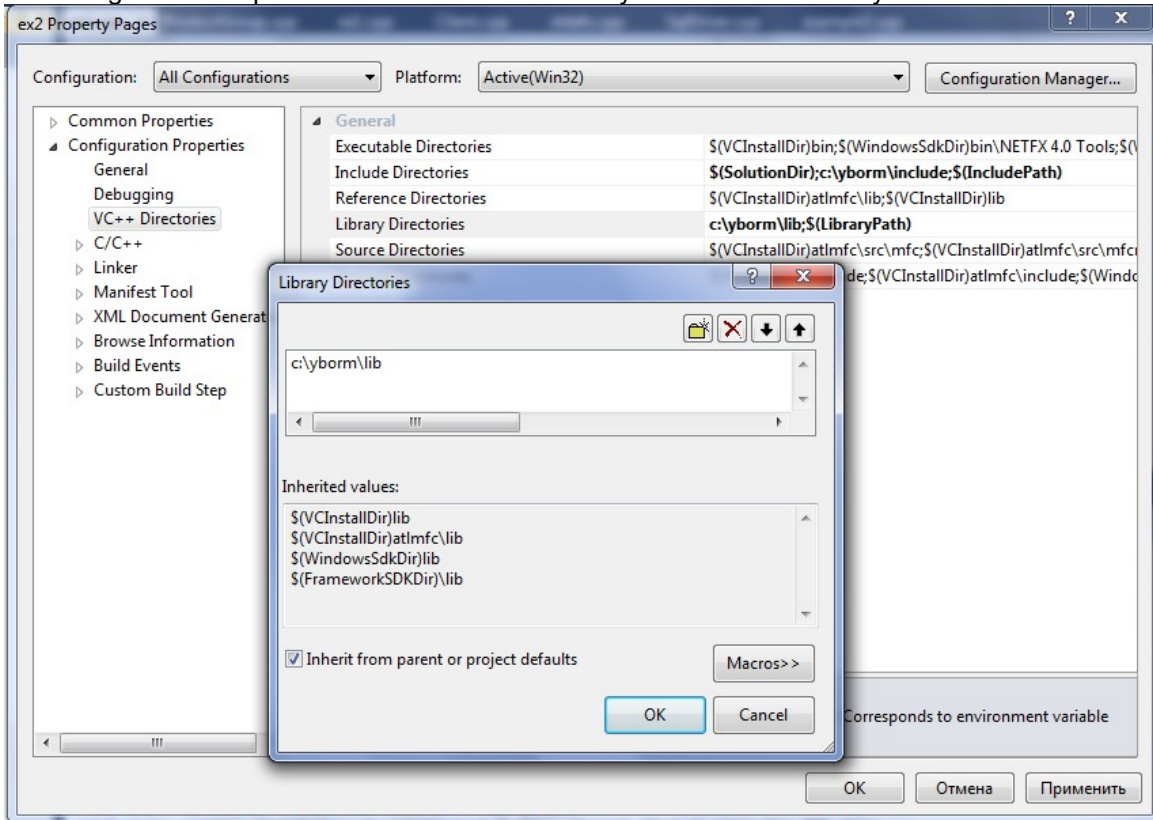 ex2 Property Pages
Configuration: All Configurations Platform: Active(Win32) Configuration Manager...
Common Properties
Configuration Properties
General
Debugging
VC++ Directories
C/C++
Linker
Manifest Tool
XML Document Generat
Browse Information
Build Events
Custom Build Step
General
Executable Directories $(VCInstallDir)bin;$(WindowsSdkDir)bin\NETFX 4.0 Tools;$(
Include Directories $(SolutionDir);c:\yborm\include;$(IncludePath)
Reference Directories $(VCInstallDir)atlmfc\lib;$(VCInstallDir)lib
Library Directories c:\yborm\lib;$(LibraryPath)
Source Directories $(VCInstallDir)atlmfc\src\mfc;$(VCInstallDir)atlmfc\src\mfc
de;$(VCInstallDir)atlmfc\include;$(Windo
Library Directories
c:\yborm\lib
Inherited values:
$(VCInstallDir)lib
$(VCInstallDir)atlmfc\lib
$(WindowsSdkDir)lib
$(FrameworkSDKDir)\lib
Inherit from parent or project defaults
Macros>>
OK Cancel
Corresponds to environment variable
OK Отмена Применить